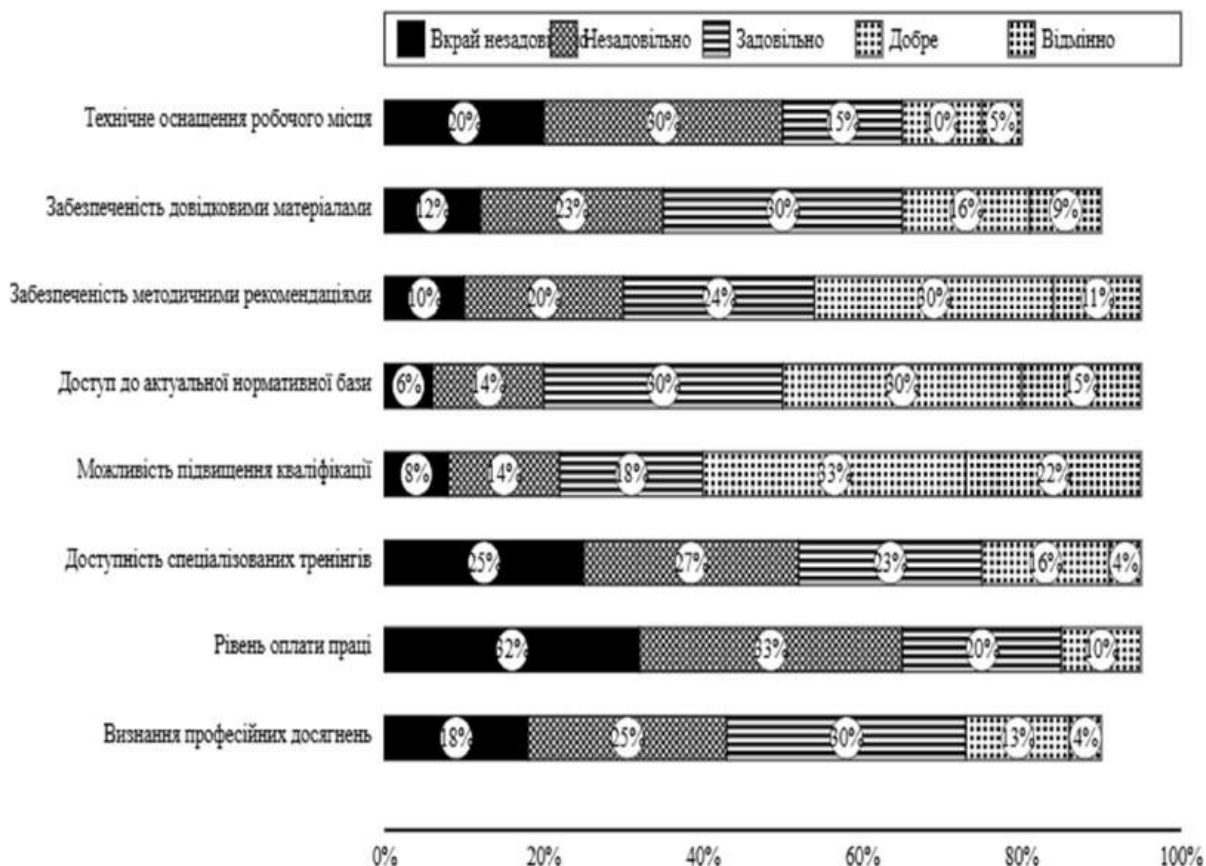 Вкрай незадовільно Незадовільно Задовільно Добре Відмінно
Технічне оснащення робочого місця 20% 30% 15% 10% 5%
Забезпеченість довідковими матеріалами 12% 23% 30% 16% 9%
Забезпеченість методичними рекомендаціями 10% 20% 24% 30% 11%
Доступ до актуальної нормативної бази 6% 14% 30% 30% 15%
Можливість підвищення кваліфікації 8% 14% 18% 33% 22%
Доступність спеціалізованих тренінгів 25% 27% 23% 16% 4%
Рівень оплати праці 32% 33% 20% 10%
Визнання професійних досягнень 18% 25% 30% 13% 4%
0% 20% 40% 60% 80% 100%